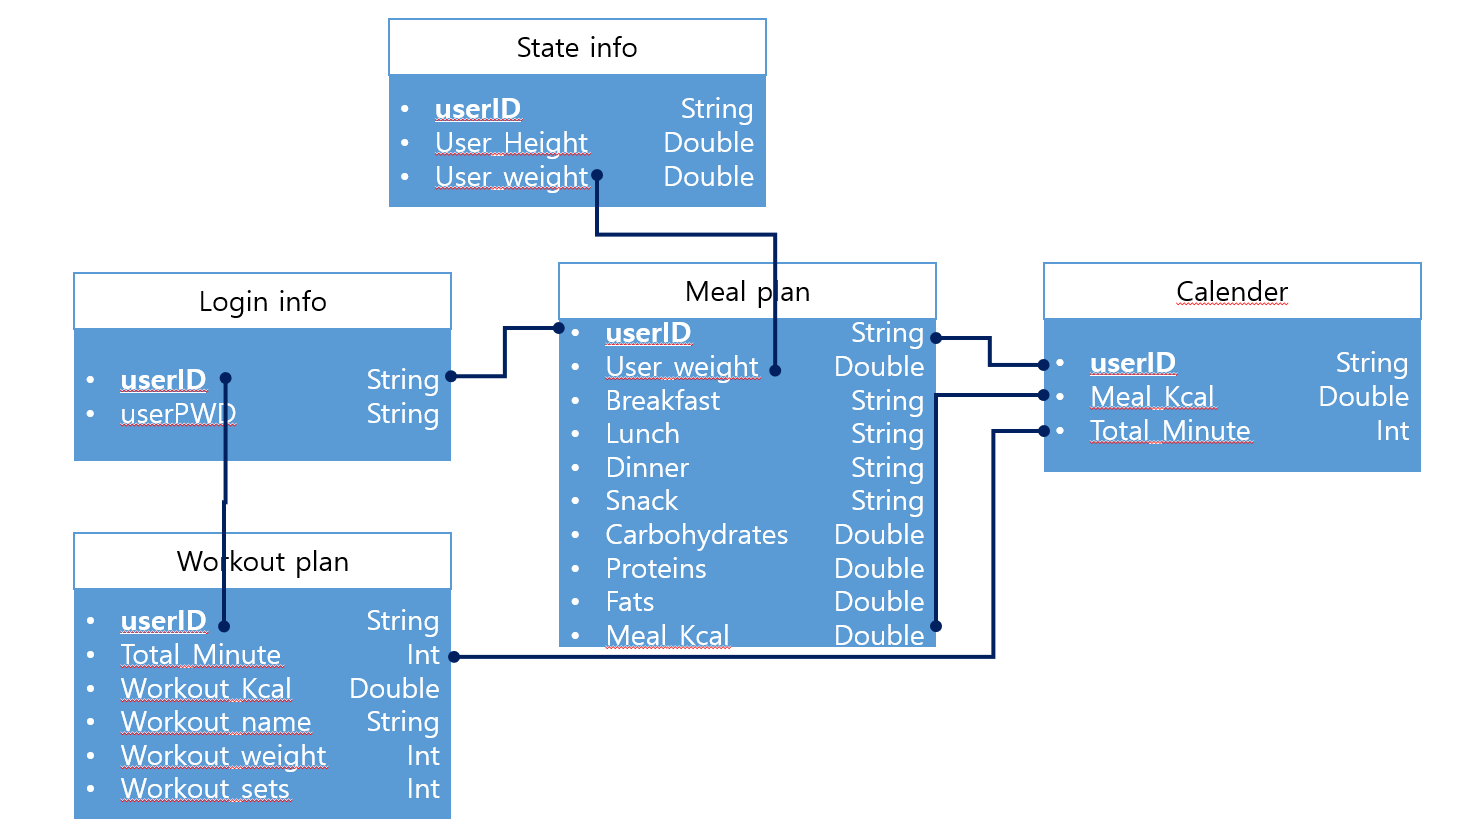 State info
• userID String
• User_Height Double
• User_weight Double
Login info
• userID String
• userPWD String
Meal plan
• userID String
• User_weight Double
• Breakfast String
• Lunch String
• Dinner String
• Snack String
• Carbohydrates Double
• Proteins Double
• Fats Double
• Meal_Kcal Double
Calender
• userID String
• Meal_Kcal Double
• Total_Minute Int
Workout plan
• userID String
• Total_Minute Int
• Workout_Kcal Double
• Workout_name String
• Workout_weight Int
• Workout_sets Int